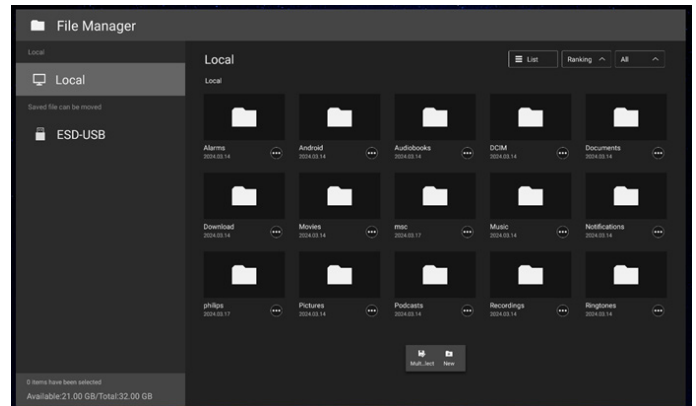 File Manager
Local
Local
Saved file can be moved
ESD-USB
0 items have been selected
Available:21.00 GB/Total:32.00 GB
Local
List
Ranking
All
Local
Alarms
2024.03.14
Android
2024.03.14
Audiobooks
2024.03.14
DCIM
2024.03.14
Documents
2024.03.14
Download
2024.03.14
Movies
2024.03.14
msc
2024.03.17
Music
2024.03.14
Notifications
2024.03.14
philips
2024.03.17
Pictures
2024.03.14
Podcasts
2024.03.14
Recordings
2024.03.14
Ringtones
2024.03.14
Mult...lect
New